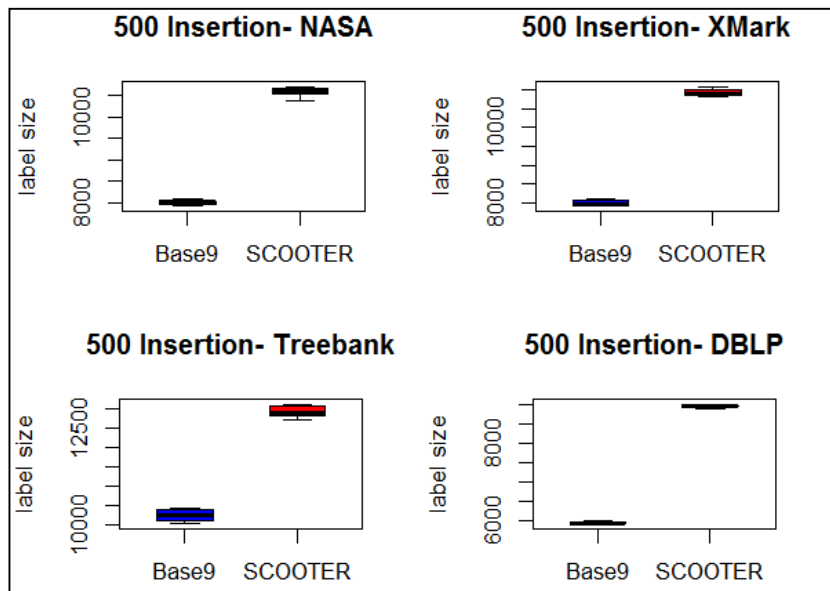 500 Insertion- NASA
label size
10000
8000
Base9 SCOOTER
500 Insertion- XMark
label size
10000
8000
Base9 SCOOTER
500 Insertion- Treebank
label size
12500
10000
Base9 SCOOTER
500 Insertion- DBLP
label size
8000
6000
Base9 SCOOTER